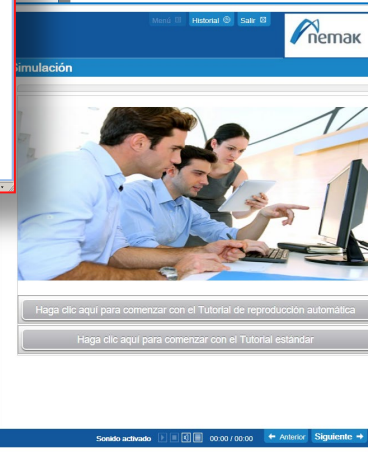 Menú Historial Salir
nemak
Simulación
Haga clic aquí para comenzar con el Tutorial de reproducción automática
Haga clic aquí para comenzar con el Tutorial estándar
Sonido activado 00:00 / 00:00 Anterior Siguiente